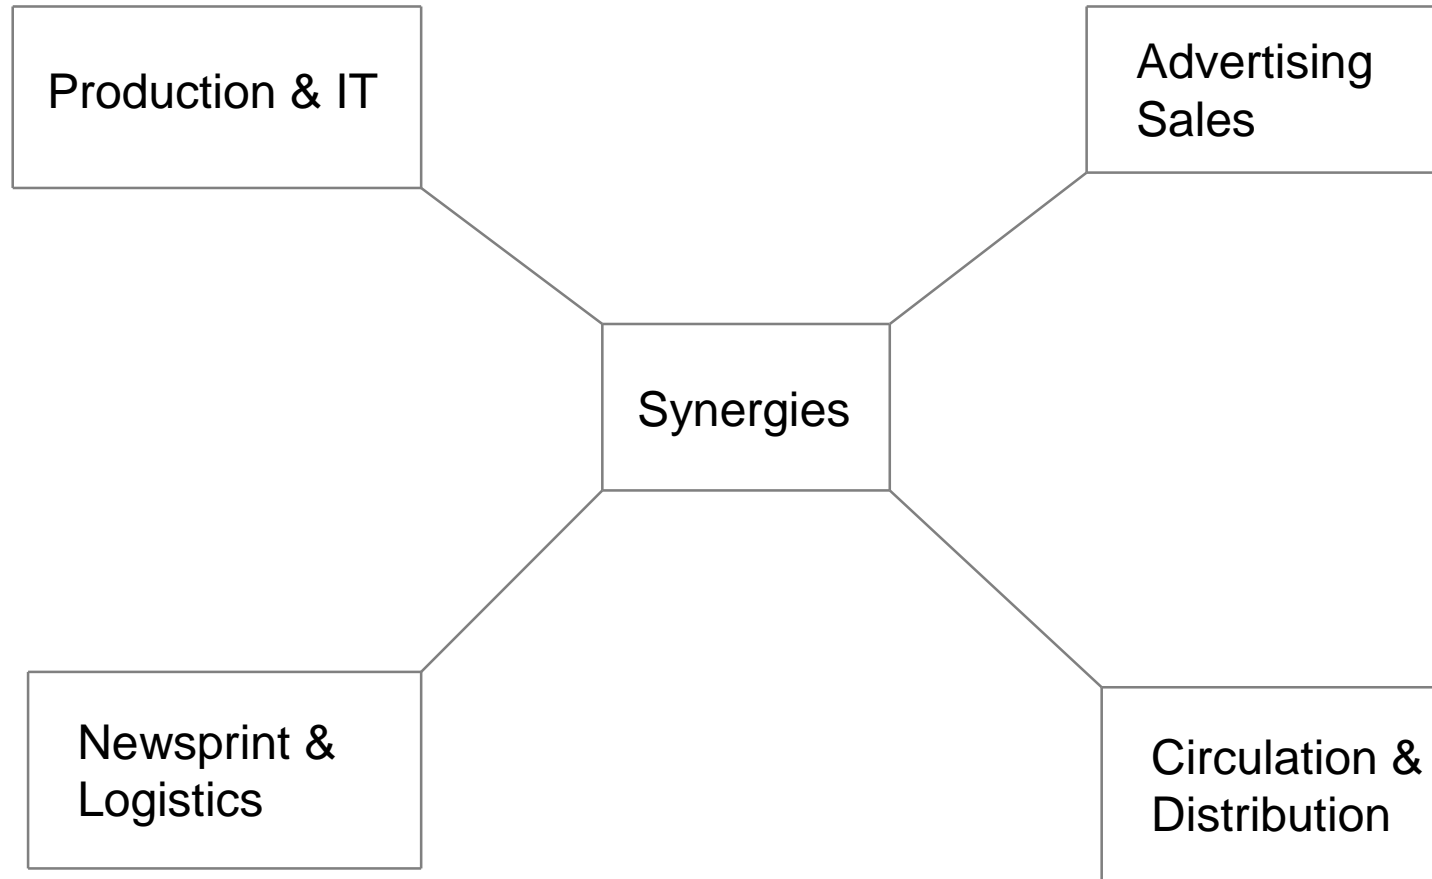 Production & IT
Advertising
Sales
Synergies
Newsprint &
Logistics
Circulation &
Distribution